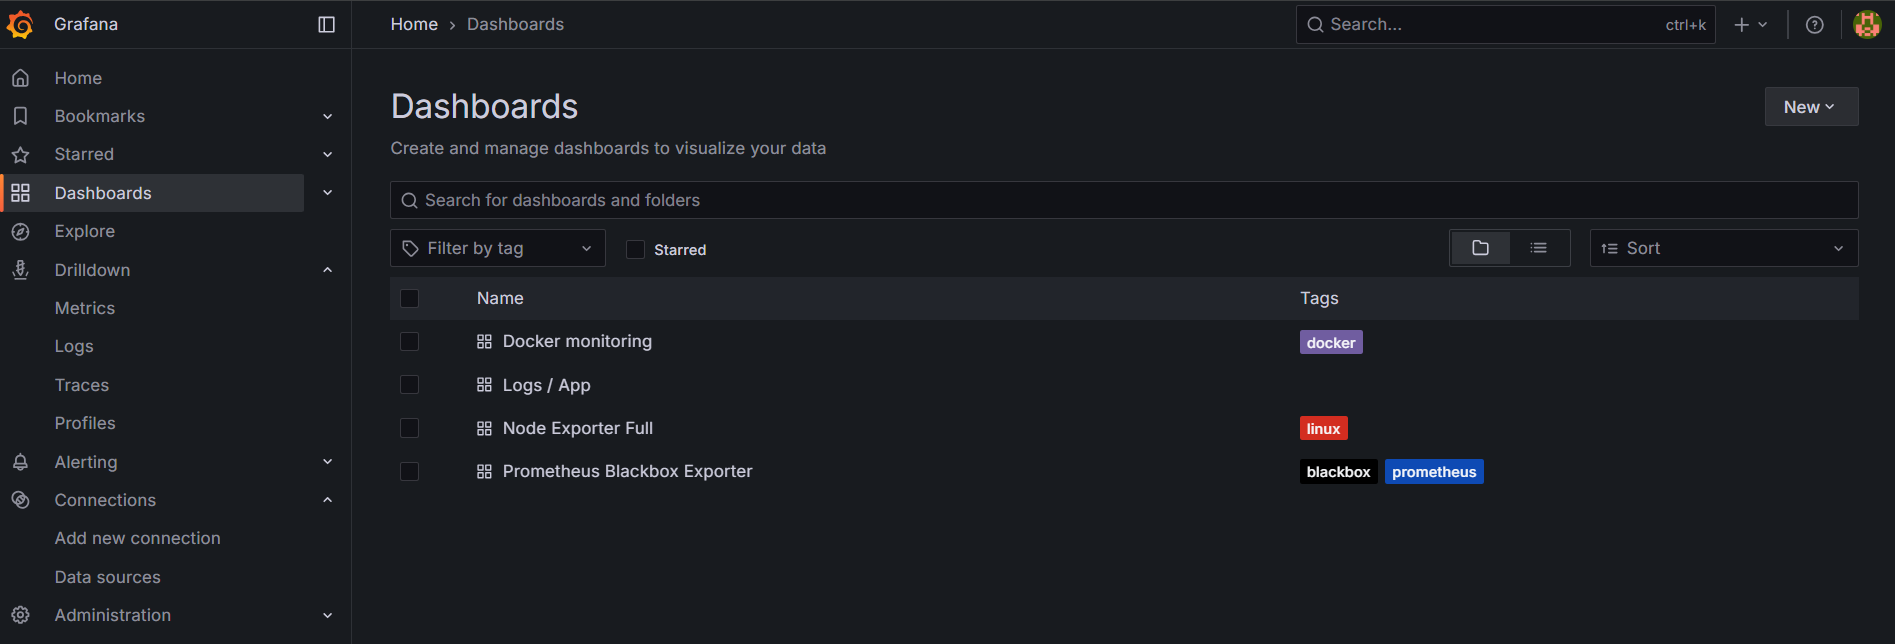 Grafana
Home
Bookmarks
Starred
Dashboards
Explore
Drilldown
Metrics
Logs
Traces
Profiles
Alerting
Connections
Add new connection
Data sources
Administration
Home > Dashboards
Search... ctrl+k
Dashboards
New
Create and manage dashboards to visualize your data
Search for dashboards and folders
Filter by tag Starred Sort
Name Tags
Docker monitoring docker
Logs / App
Node Exporter Full linux
Prometheus Blackbox Exporter blackbox prometheus